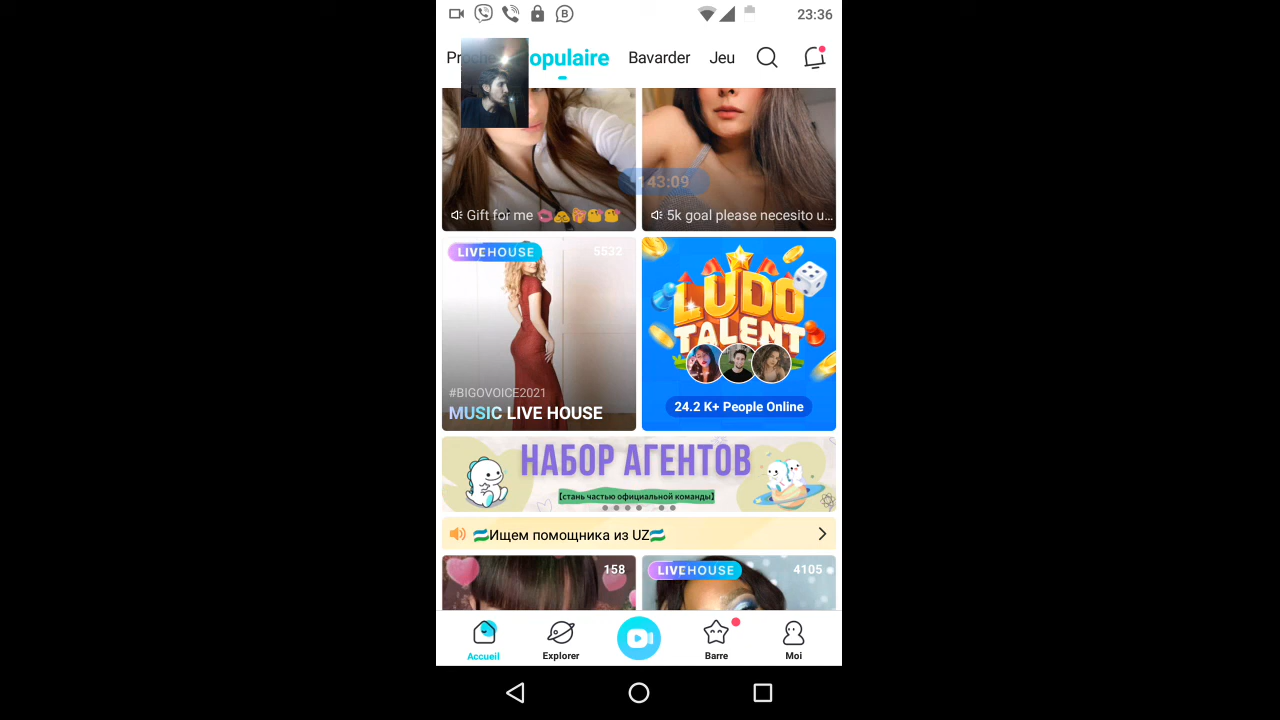 23:36
opulaire
Bavarder
Jeu
143:09
Gift for me
5k goal please necesito u...
LIVEHOUSE
5532
#BIGOVOICE2021
MUSIC LIVE HOUSE
LUDO
TALENT
24.2 K+ People Online
НАБОР АГЕНТОВ
【стань частью официальной команды】
Ищем помощника из UZ
158
LIVEHOUSE
4105
Accueil
Explorer
Barre
Moi